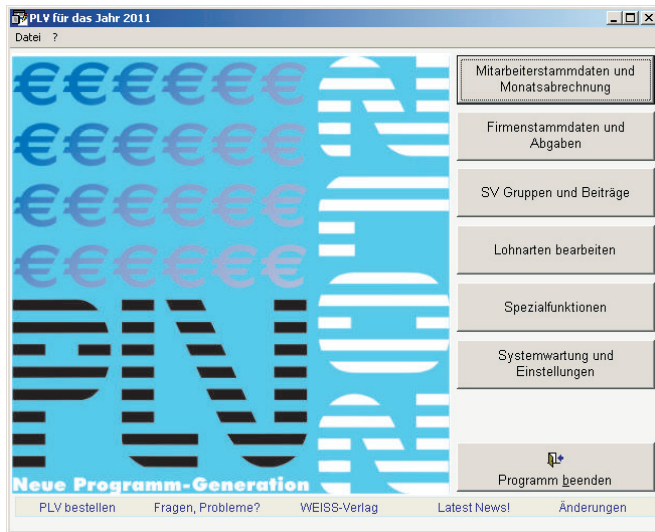 PLV für das Jahr 2011
Datei ?
€€€€€€€
€€€€€€€
€€€€€€€
€€€€€€€
PLV
Neue Programm-Generation
Mitarbeiterstammdaten und
Monatsabrechnung
Firmenstammdaten und
Abgaben
SV Gruppen und Beiträge
Lohnarten bearbeiten
Spezialfunktionen
Systemwartung und
Einstellungen
Programm beenden
PLV bestellen Fragen, Probleme? WEISS-Verlag Latest News! Änderungen